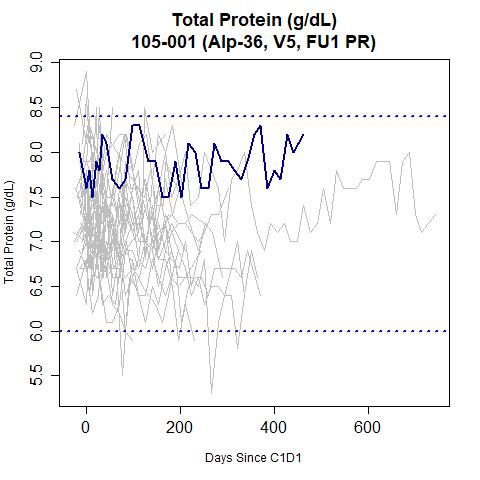 Total Protein (g/dL)
105-001 (Alp-36, V5, FU1 PR)
Total Protein (g/dL)
9.0
8.5
8.0
7.5
7.0
6.5
6.0
5.5
0 200 400 600
Days Since C1D1